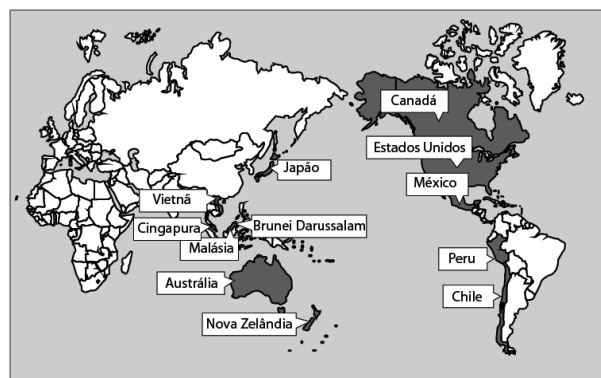 Canadá
Estados Unidos
Japão
México
Vietnã
Cingapura
Brunei Darussalam
Malásia
Peru
Austrália
Chile
Nova Zelândia